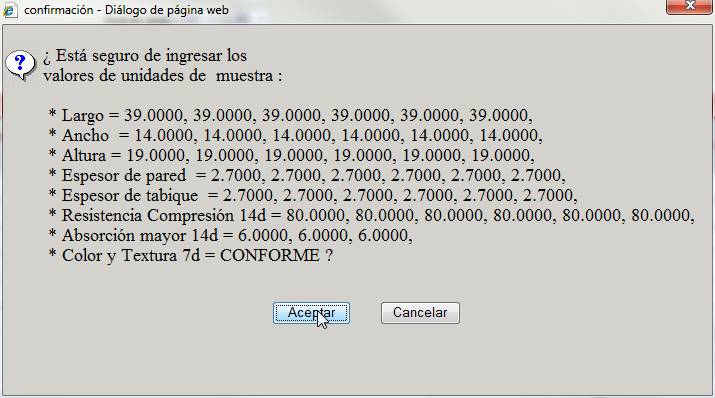 confirmación - Diálogo de página web
¿ Está seguro de ingresar los
valores de unidades de muestra :
* Largo = 39.0000, 39.0000, 39.0000, 39.0000, 39.0000, 39.0000,
* Ancho = 14.0000, 14.0000, 14.0000, 14.0000, 14.0000, 14.0000,
* Altura = 19.0000, 19.0000, 19.0000, 19.0000, 19.0000, 19.0000,
* Espesor de pared = 2.7000, 2.7000, 2.7000, 2.7000, 2.7000, 2.7000,
* Espesor de tabique = 2.7000, 2.7000, 2.7000, 2.7000, 2.7000, 2.7000,
* Resistencia Compresión 14d = 80.0000, 80.0000, 80.0000, 80.0000, 80.0000, 80.0000,
* Absorción mayor 14d = 6.0000, 6.0000, 6.0000,
* Color y Textura 7d = CONFORME ?
Aceptar Cancelar